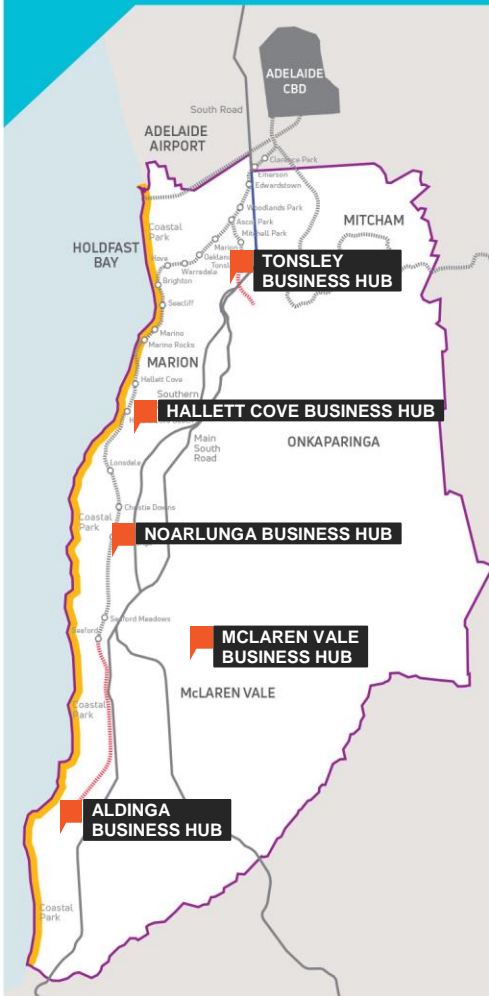 ADELAIDE
CBD
South Road
ADELAIDE
AIRPORT
Clarence Park
Emerson
Edwardstown
Woodlands Park
Ascot Park
Mitchell Park
MITCHAM
Coastal
Park
HOLDFAST
BAY
Marion
Hove
Warradale
TONSLEY
BUSINESS HUB
Brighton
Seacliff
Marino
Marino Rocks
MARION
Hallett Cove
Southern
HALLETT COVE BUSINESS HUB
Main
South
Road
ONKAPARINGA
Lonsdale
Christie Downs
Coastal
Park
NOARLUNGA BUSINESS HUB
Seaford Meadows
Seaford
MCLAREN VALE
BUSINESS HUB
McLAREN VALE
Coastal
Park
ALDINGA
BUSINESS HUB
Coastal
Park